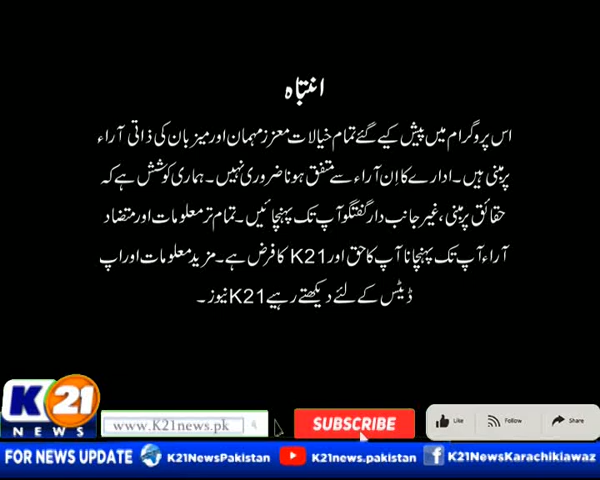 انتباہ
اس پروگرام میں پیش کیے گئے تمام خیالات معزز مہمان اور میزبان کی ذاتی آراء
پر مبنی ہیں۔ ادارے کا اِن آراء سے متفق ہونا ضروری نہیں۔ ہماری کوشش ہے کہ
حقائق پر مبنی، غیر جانب دار گفتگو آپ تک پہنچائیں۔ تمام تر معلومات اور متضاد
آراء آپ تک پہنچانا آپ کا حق اور K21 کا فرض ہے۔ مزید معلومات اور اپ
ڈیٹس کے لئے دیکھتے رہیے K21 نیوز۔
K21
NEWS
www.K21news.pk
SUBSCRIBE
Like
Follow
Share
FOR NEWS UPDATE K21NewsPakistan K21news.pakistan K21NewsKarachikiawaz